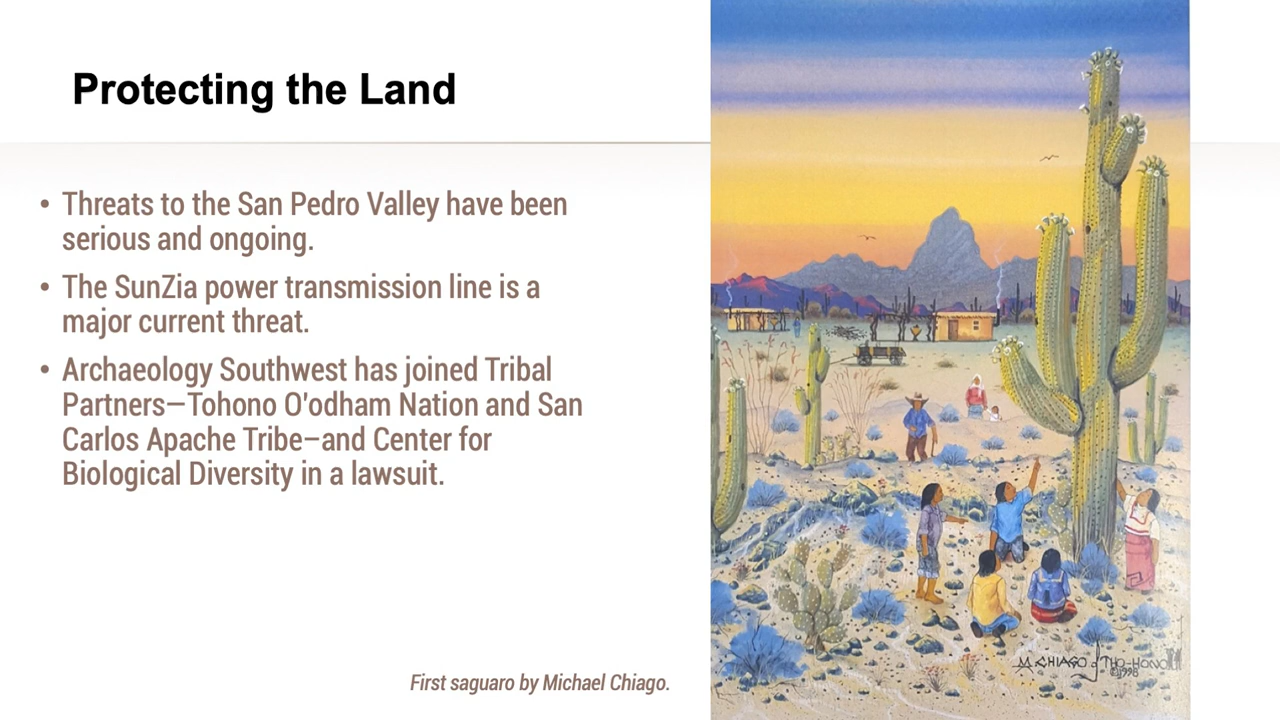 Protecting the Land
• Threats to the San Pedro Valley have been
serious and ongoing.
• The SunZia power transmission line is a
major current threat.
• Archaeology Southwest has joined Tribal
Partners—Tohono O'odham Nation and San
Carlos Apache Tribe–and Center for
Biological Diversity in a lawsuit.
First saguaro by Michael Chiago.
M. CHIAGO
©1998